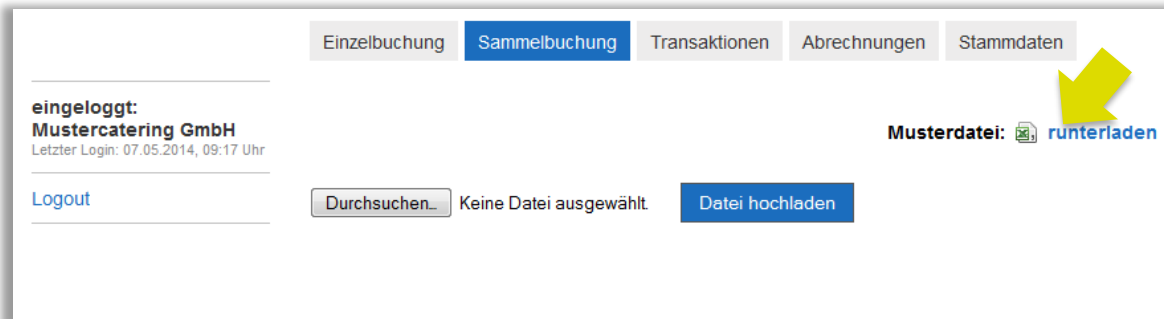 Einzelbuchung Sammelbuchung Transaktionen Abrechnungen Stammdaten
eingeloggt:
Mustercatering GmbH
Letzter Login: 07.05.2014, 09:17 Uhr
Musterdatei: runterladen
Logout
Durchsuchen... Keine Datei ausgewählt. Datei hochladen